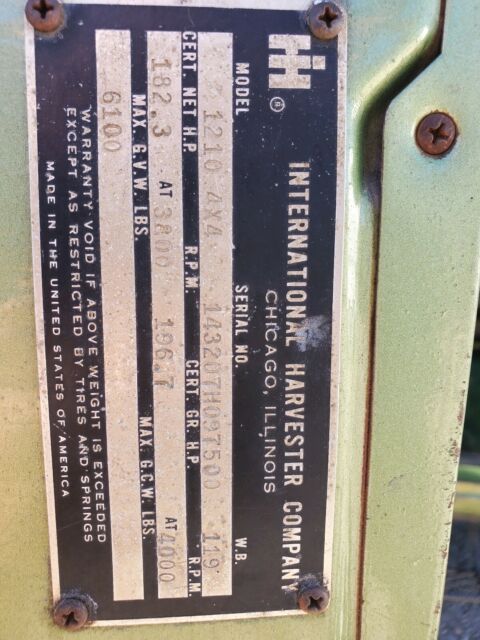 IH ®
INTERNATIONAL HARVESTER COMPANY
CHICAGO, ILLINOIS
MODEL SERIAL NO. W.B.
1210 4X4 143207H097500 119
CERT. NET H.P. R.P.M. CERT. GR. H.P. R.P.M.
182.3 AT 3800 196.7 AT 4000
MAX. G.V.W. LBS. MAX. G.C.W. LBS.
6100
WARRANTY VOID IF ABOVE WEIGHT IS EXCEEDED
EXCEPT AS RESTRICTED BY TIRES AND SPRINGS
MADE IN THE UNITED STATES OF AMERICA